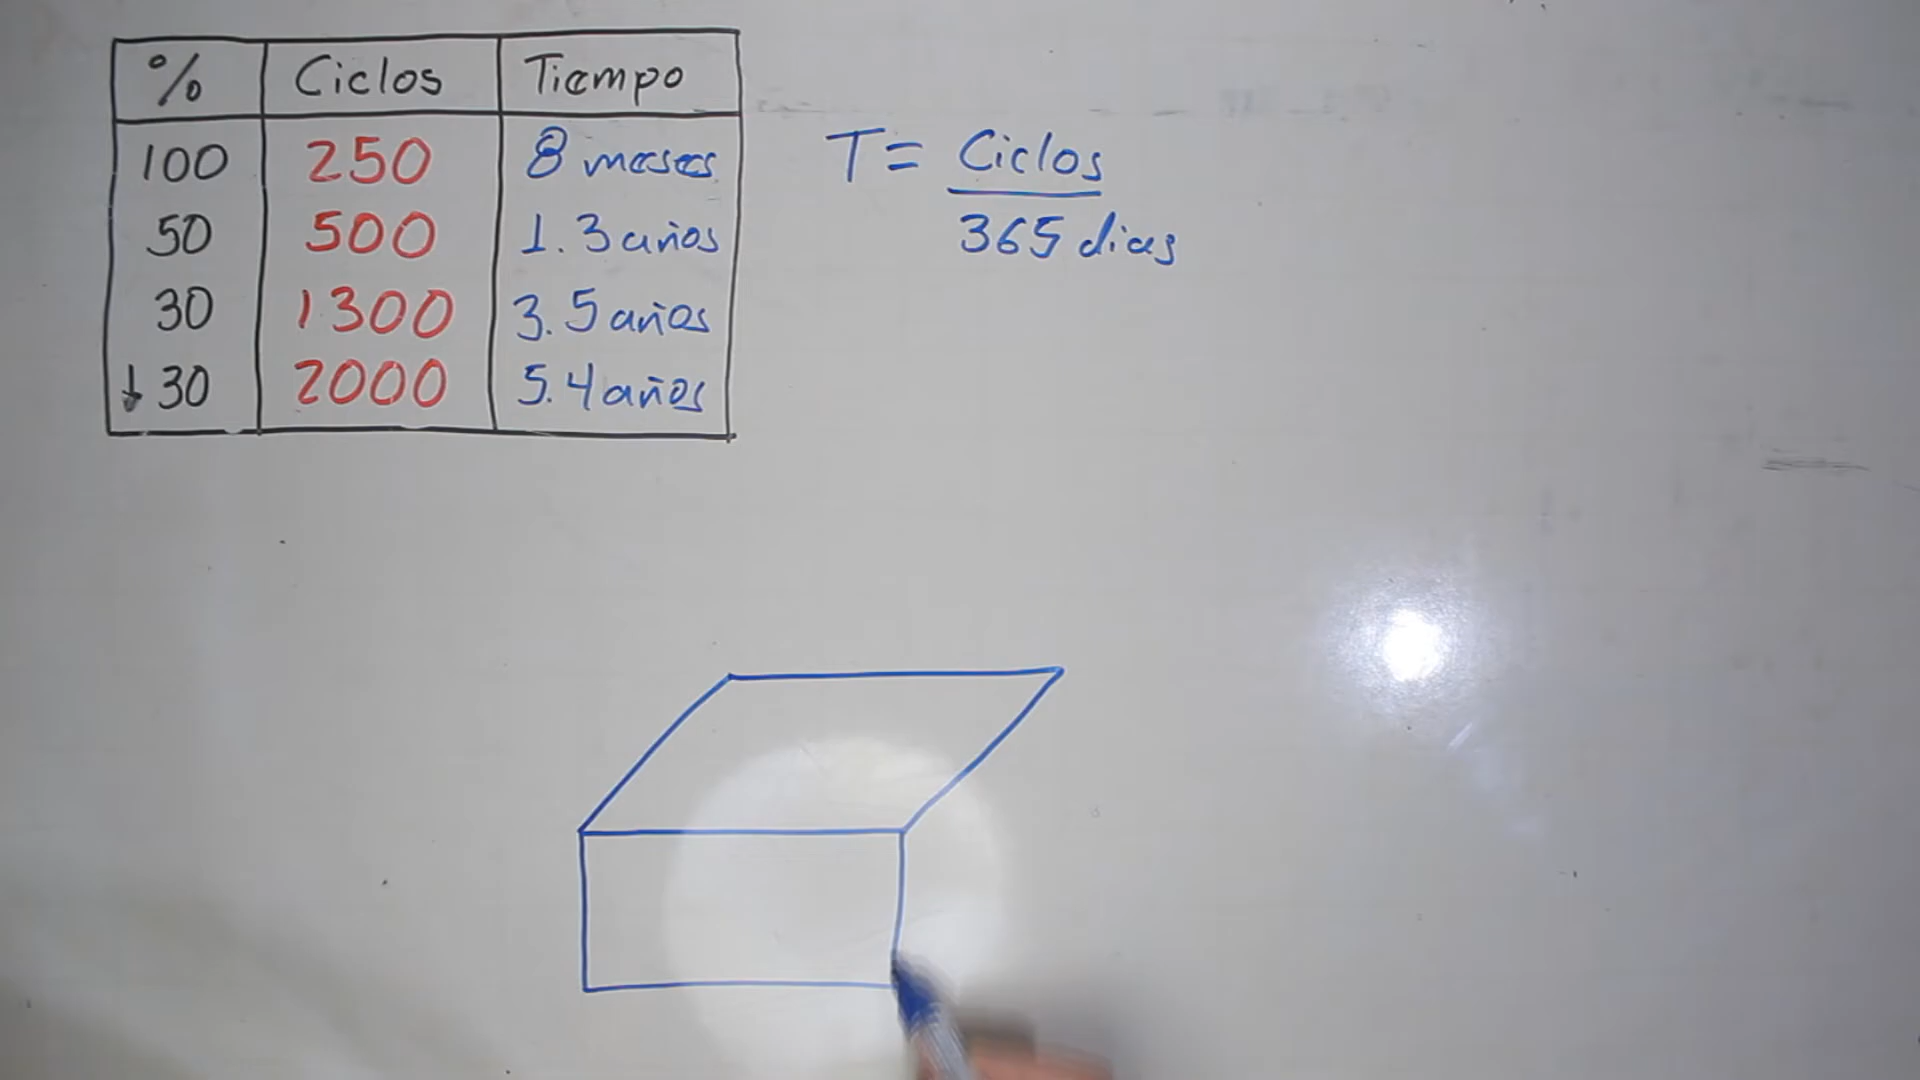 % Ciclos Tiempo
100 250 8 meses
50 500 1.3 años
30 1300 3.5 años
↓30 2000 5.4 años
T = Ciclos
365 dias